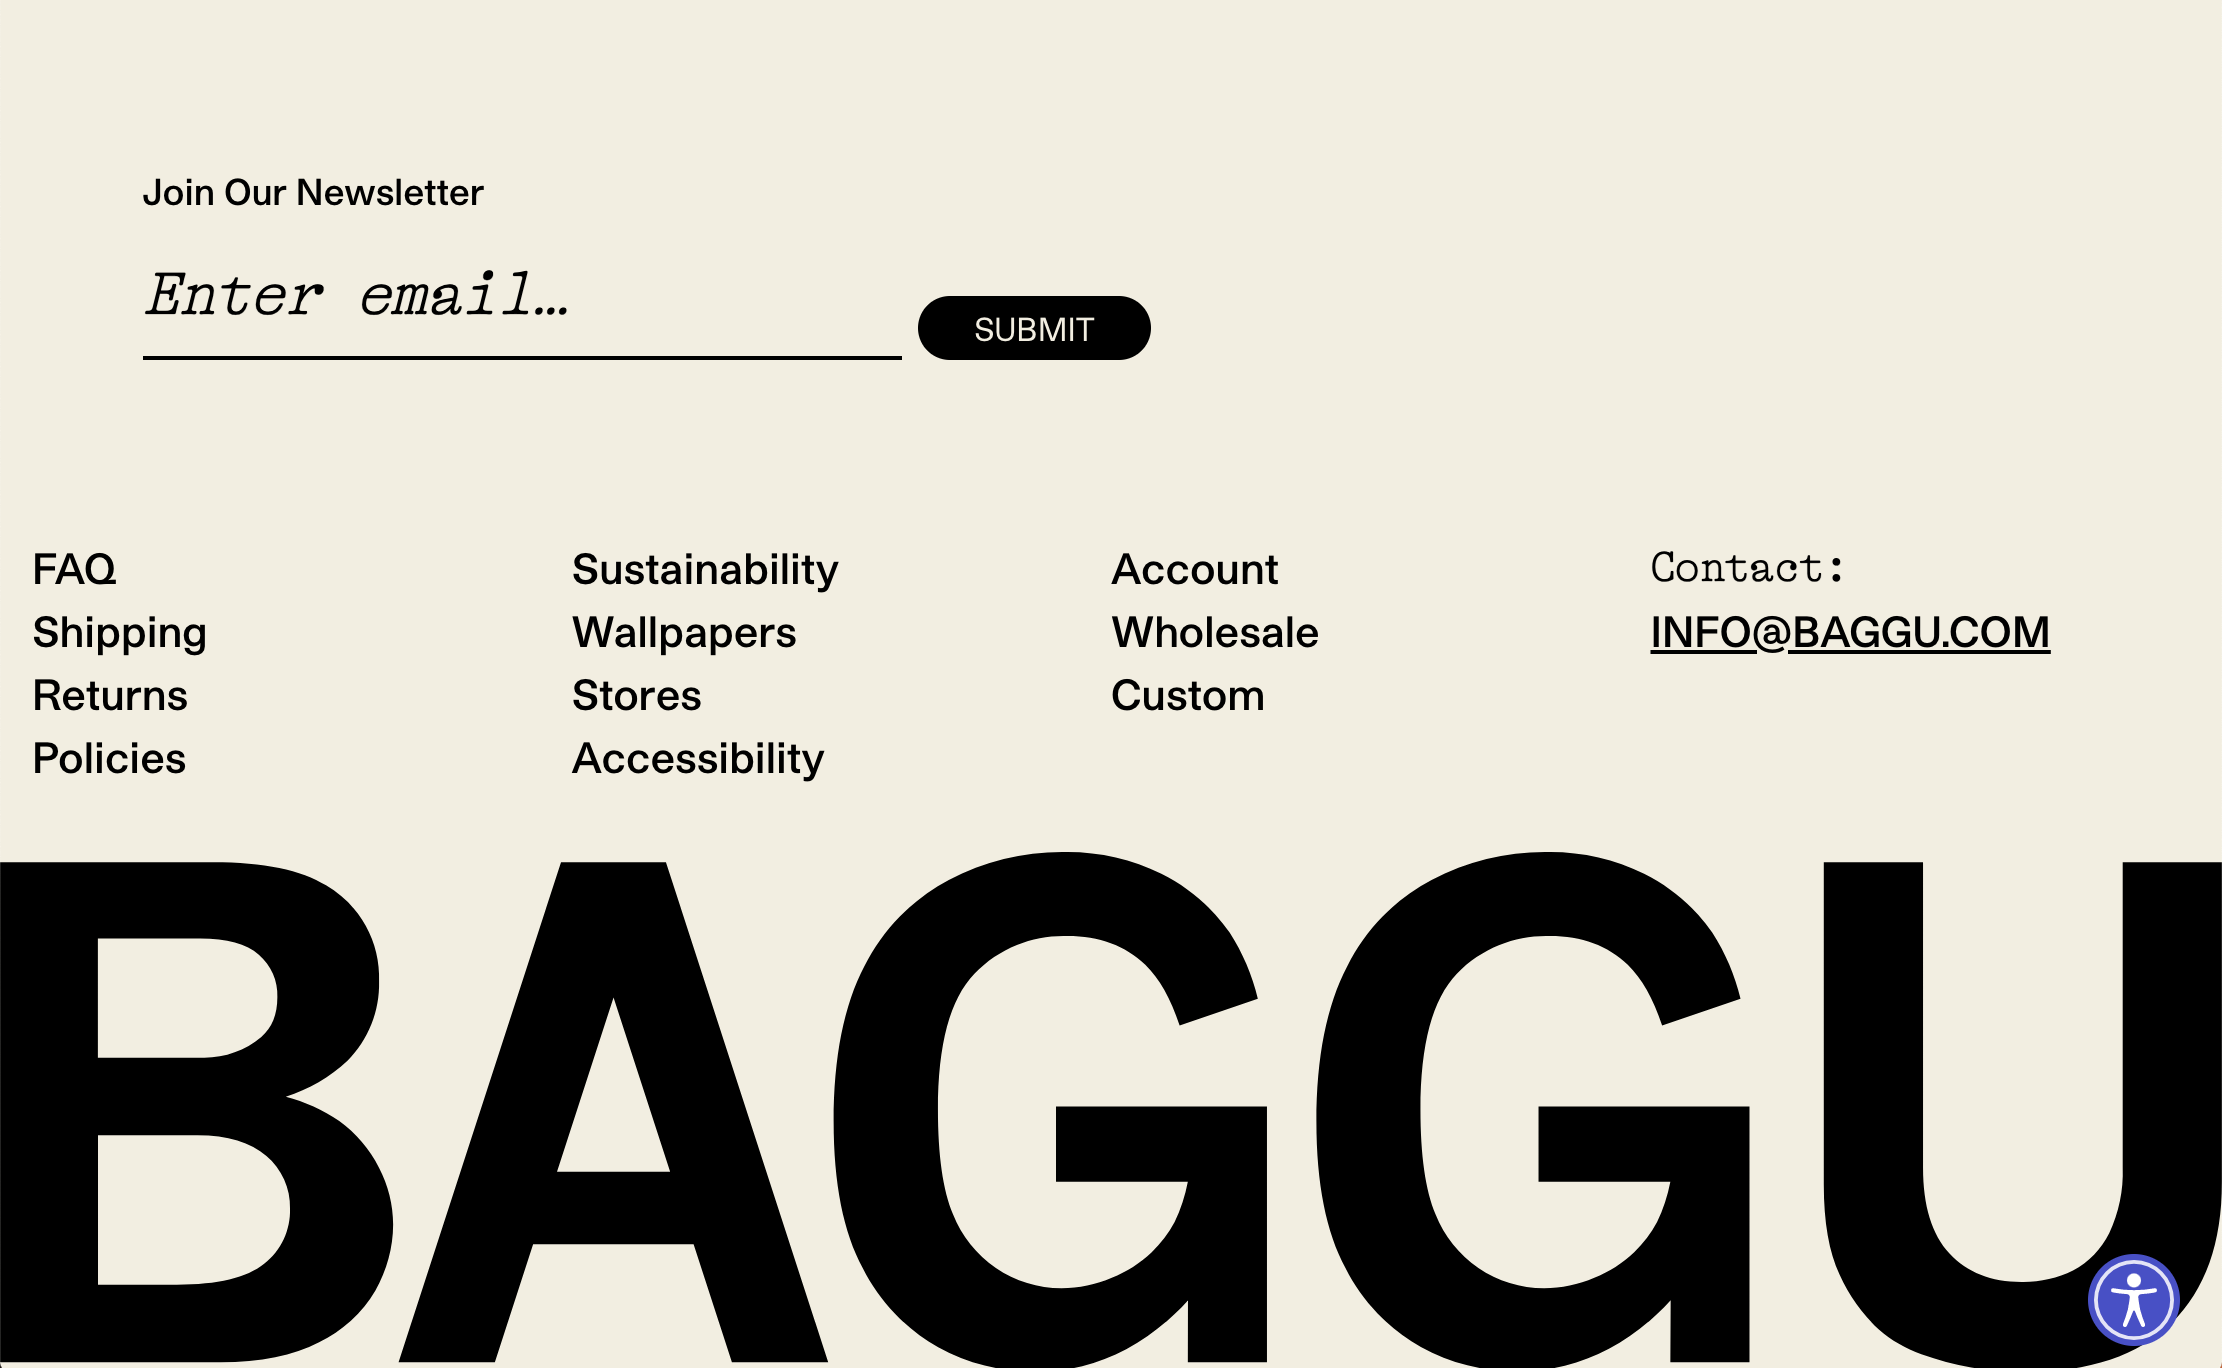 Join Our Newsletter
Enter email…
SUBMIT
FAQ
Shipping
Returns
Policies
Sustainability
Wallpapers
Stores
Accessibility
Account
Wholesale
Custom
Contact:
INFO@BAGGU.COM
BAGGU